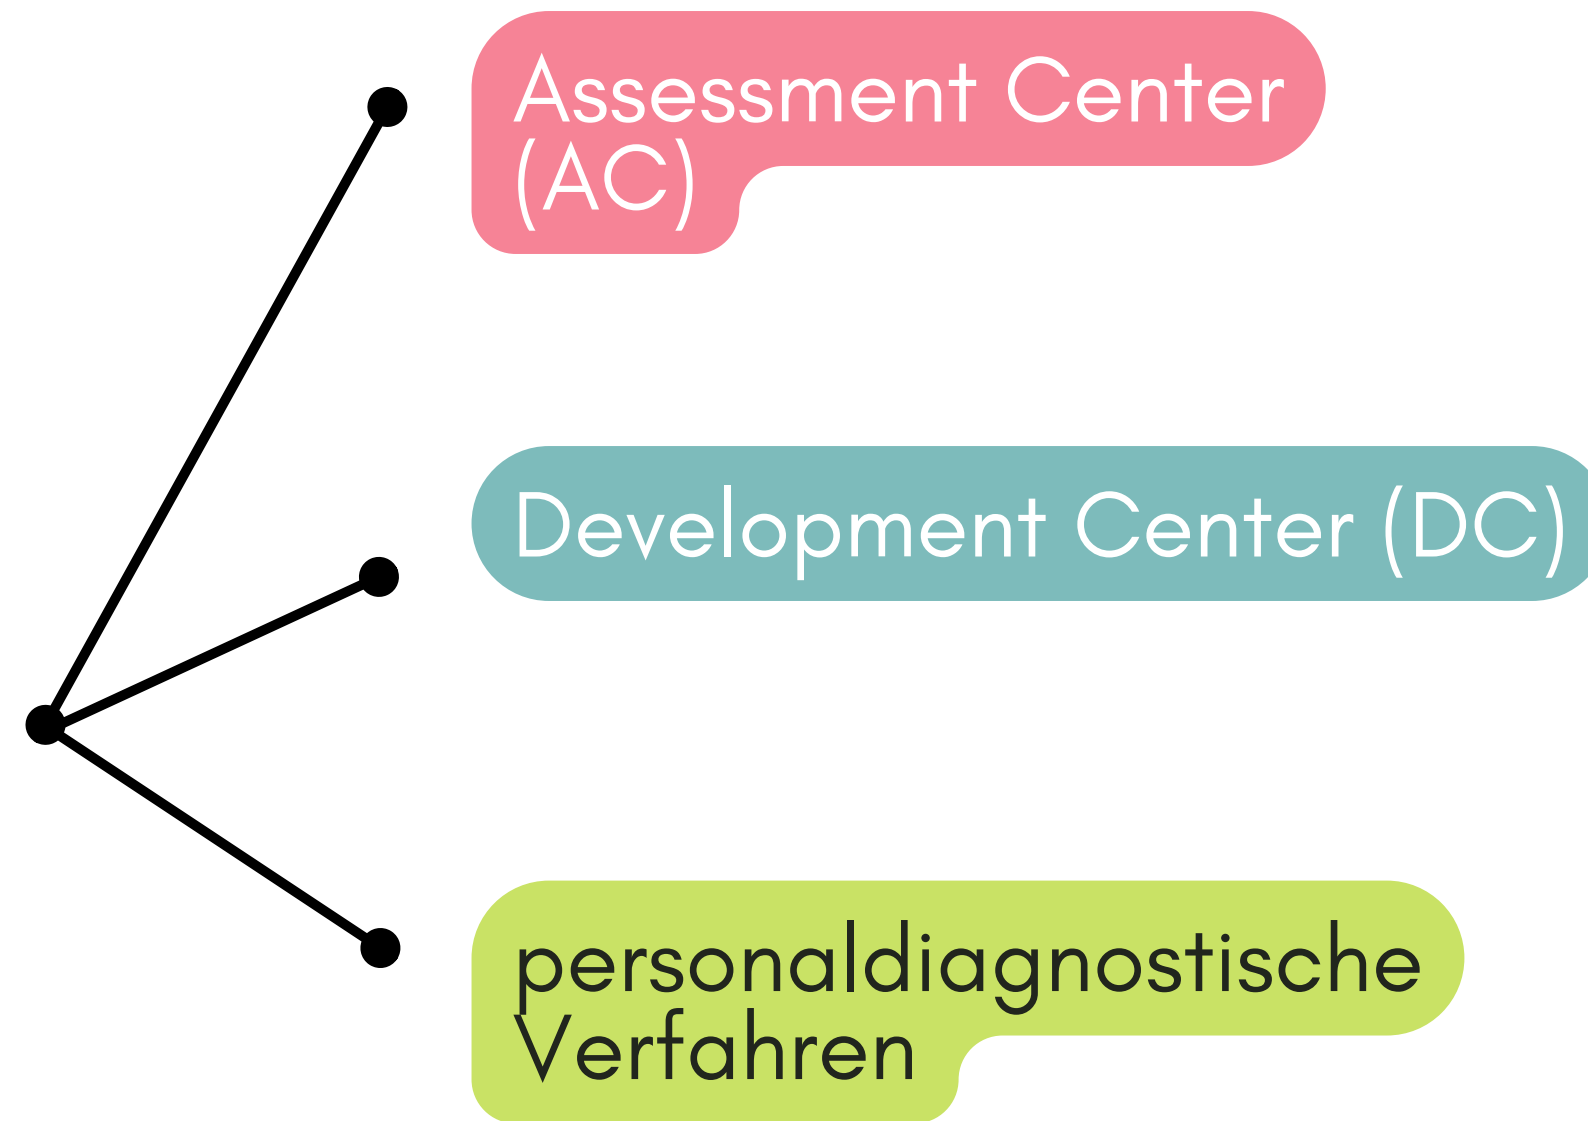 Assessment Center
(AC)
Development Center (DC)
personaldiagnostische
Verfahren